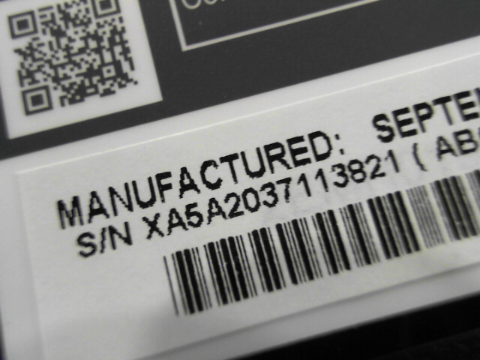 MANUFACTURED: SEPTE
S/N XA5A2037113821 ( AB